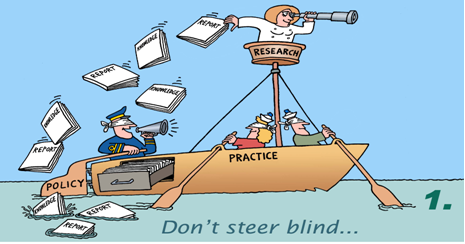 REPORT
KNOWLEDGE
REPORT
RESEARCH
KNOWLEDGE
KNOWLEDGE
REPORT
PRACTICE
POLICY
KNOWLEDGE
REPORT
REPORT
1.
Don't steer blind...